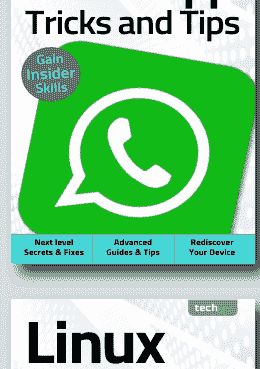 Tricks and Tips
Gain
Insider
Skills
Next level
Secrets & Fixes
Advanced
Guides & Tips
Rediscover
Your Device
tech
Linux